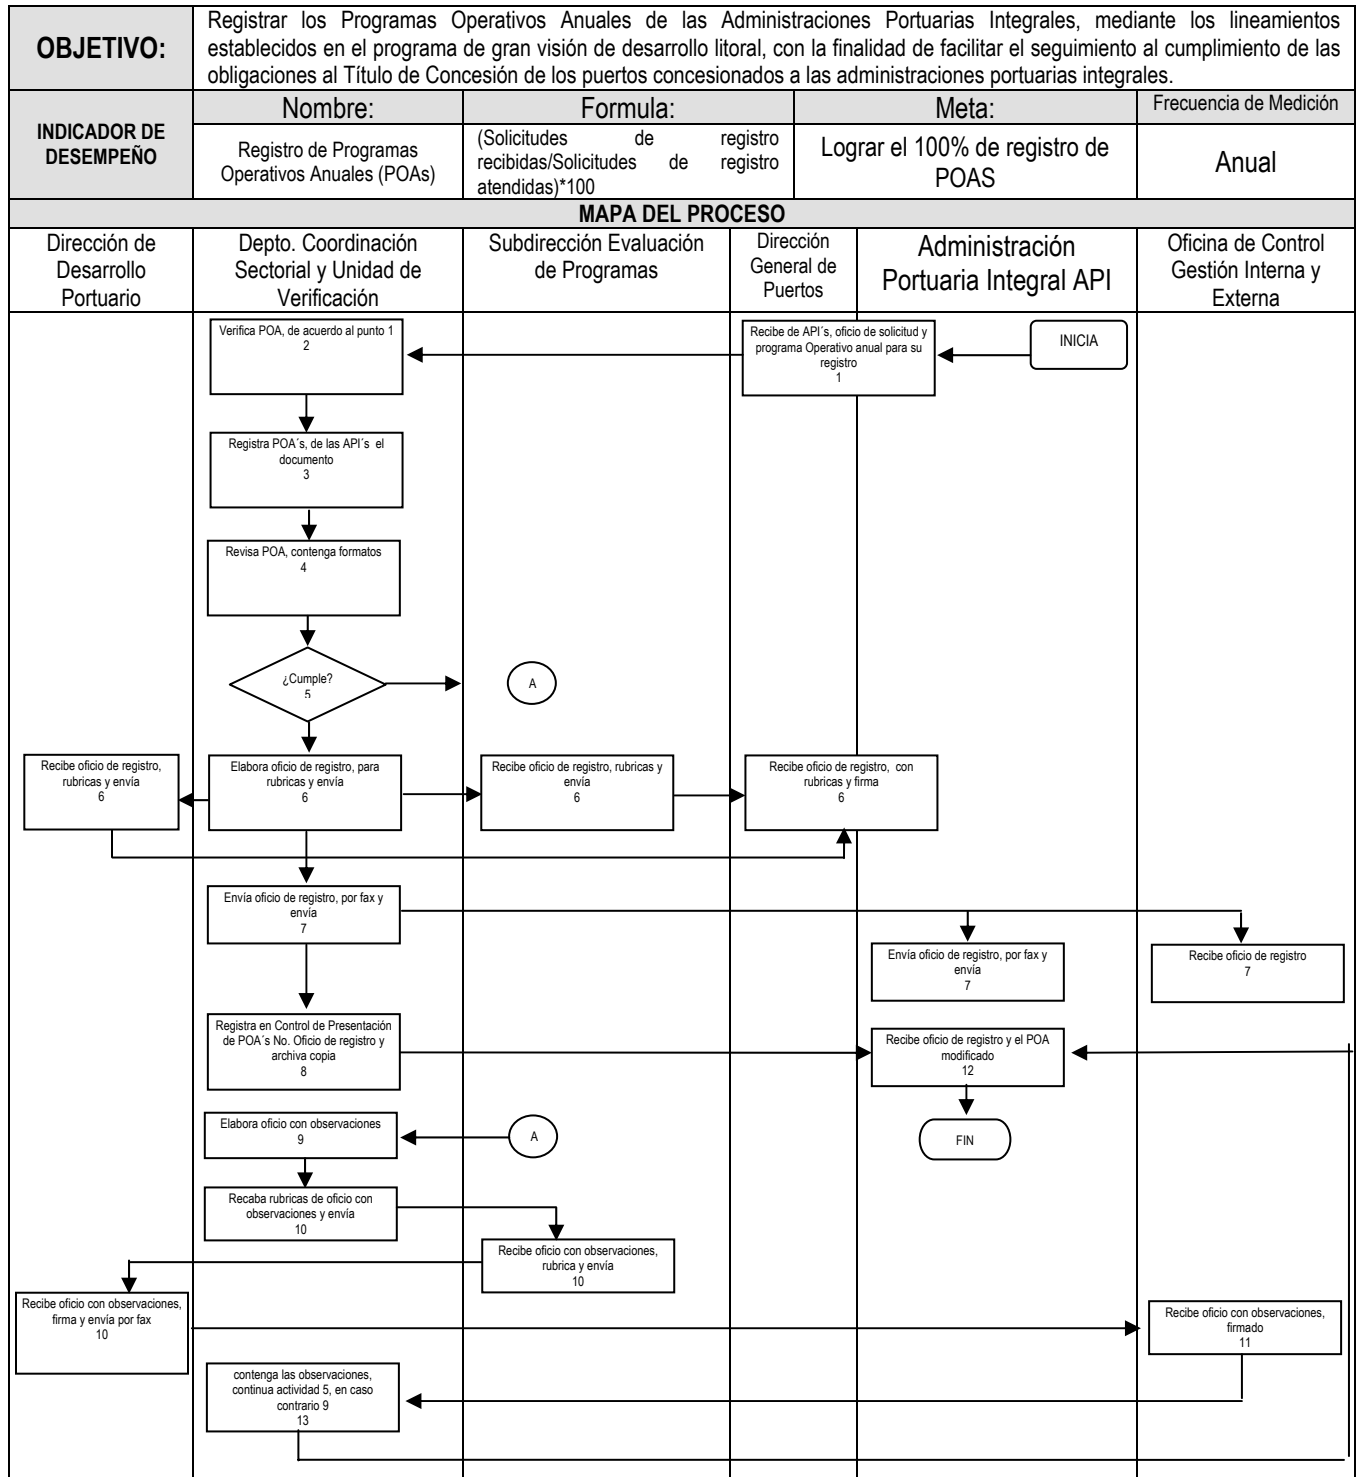 OBJETIVO:
Registrar los Programas Operativos Anuales de las Administraciones Portuarias Integrales, mediante los lineamientos
establecidos en el programa de gran visión de desarrollo litoral, con la finalidad de facilitar el seguimiento al cumplimiento de las
obligaciones al Título de Concesión de los puertos concesionados a las administraciones portuarias integrales.
INDICADOR DE
DESEMPEÑO
Nombre:
Formula:
Meta:
Frecuencia de Medición
Registro de Programas
Operativos Anuales (POAs)
(Solicitudes de registro
recibidas/Solicitudes de registro
atendidas)*100
Lograr el 100% de registro de
POAS
Anual
MAPA DEL PROCESO
Dirección de
Desarrollo
Portuario
Depto. Coordinación
Sectorial y Unidad de
Verificación
Subdirección Evaluación
de Programas
Dirección
General de
Puertos
Administración
Portuaria Integral API
Oficina de Control
Gestión Interna y
Externa
Verifica POA, de acuerdo al punto 1
2
Recibe de API´s, oficio de solicitud y
programa Operativo anual para su
registro
1
INICIA
Registra POA´s, de las API´s el
documento
3
Revisa POA, contenga formatos
4
¿Cumple?
5
A
Recibe oficio de registro,
rubricas y envía
6
Elabora oficio de registro, para
rubricas y envía
6
Recibe oficio de registro, rubricas y
envía
6
Recibe oficio de registro, con
rubricas y firma
6
Envía oficio de registro, por fax y
envía
7
Envía oficio de registro, por fax y
envía
7
Recibe oficio de registro
7
Registra en Control de Presentación
de POA´s No. Oficio de registro y
archiva copia
8
Recibe oficio de registro y el POA
modificado
12
Elabora oficio con observaciones
9
A
FIN
Recaba rubricas de oficio con
observaciones y envía
10
Recibe oficio con observaciones,
rubrica y envía
10
Recibe oficio con observaciones,
firma y envía por fax
10
Recibe oficio con observaciones,
firmado
11
contenga las observaciones,
continua actividad 5, en caso
contrario 9
13